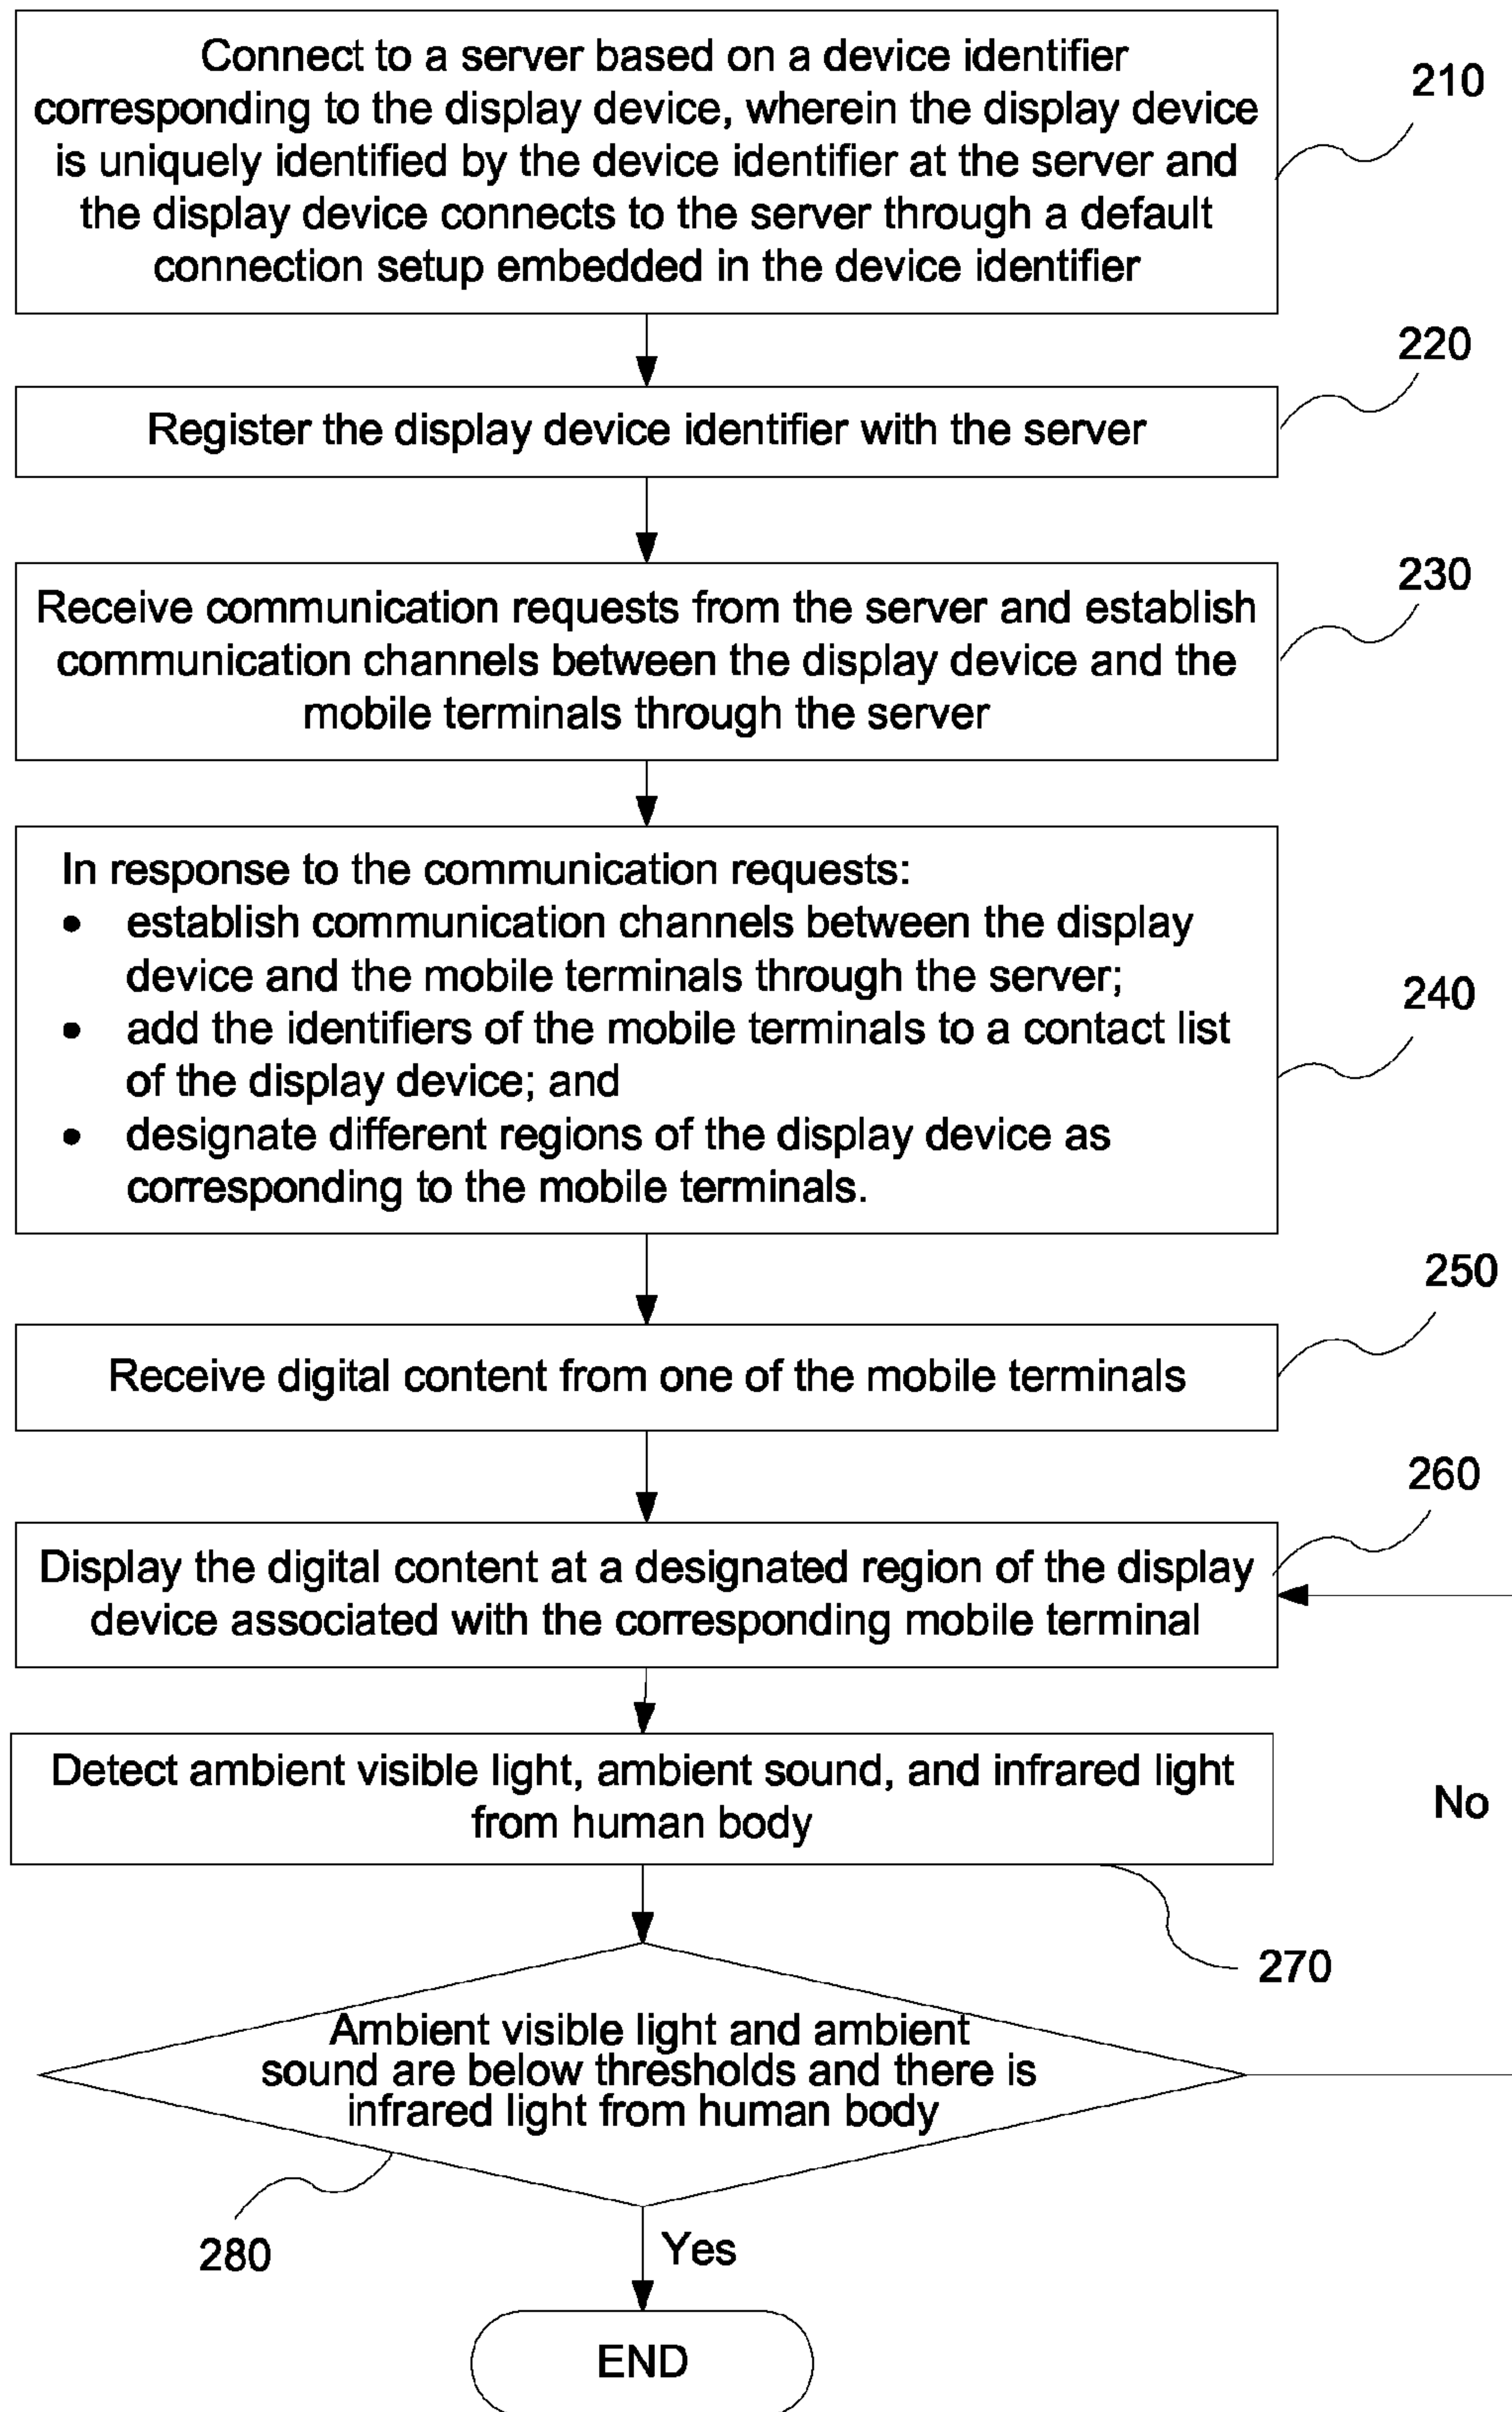 Connect to a server based on a device identifier
corresponding to the display device, wherein the display device
is uniquely identified by the device identifier at the server and
the display device connects to the server through a default
connection setup embedded in the device identifier
210
220
Register the display device identifier with the server
230
Receive communication requests from the server and establish
communication channels between the display device and the
mobile terminals through the server
In response to the communication requests:
• establish communication channels between the display
device and the mobile terminals through the server;
• add the identifiers of the mobile terminals to a contact list
of the display device; and
• designate different regions of the display device as
corresponding to the mobile terminals.
240
250
Receive digital content from one of the mobile terminals
260
Display the digital content at a designated region of the display
device associated with the corresponding mobile terminal
Detect ambient visible light, ambient sound, and infrared light
from human body
No
270
Ambient visible light and ambient
sound are below thresholds and there is
infrared light from human body
280
Yes
END